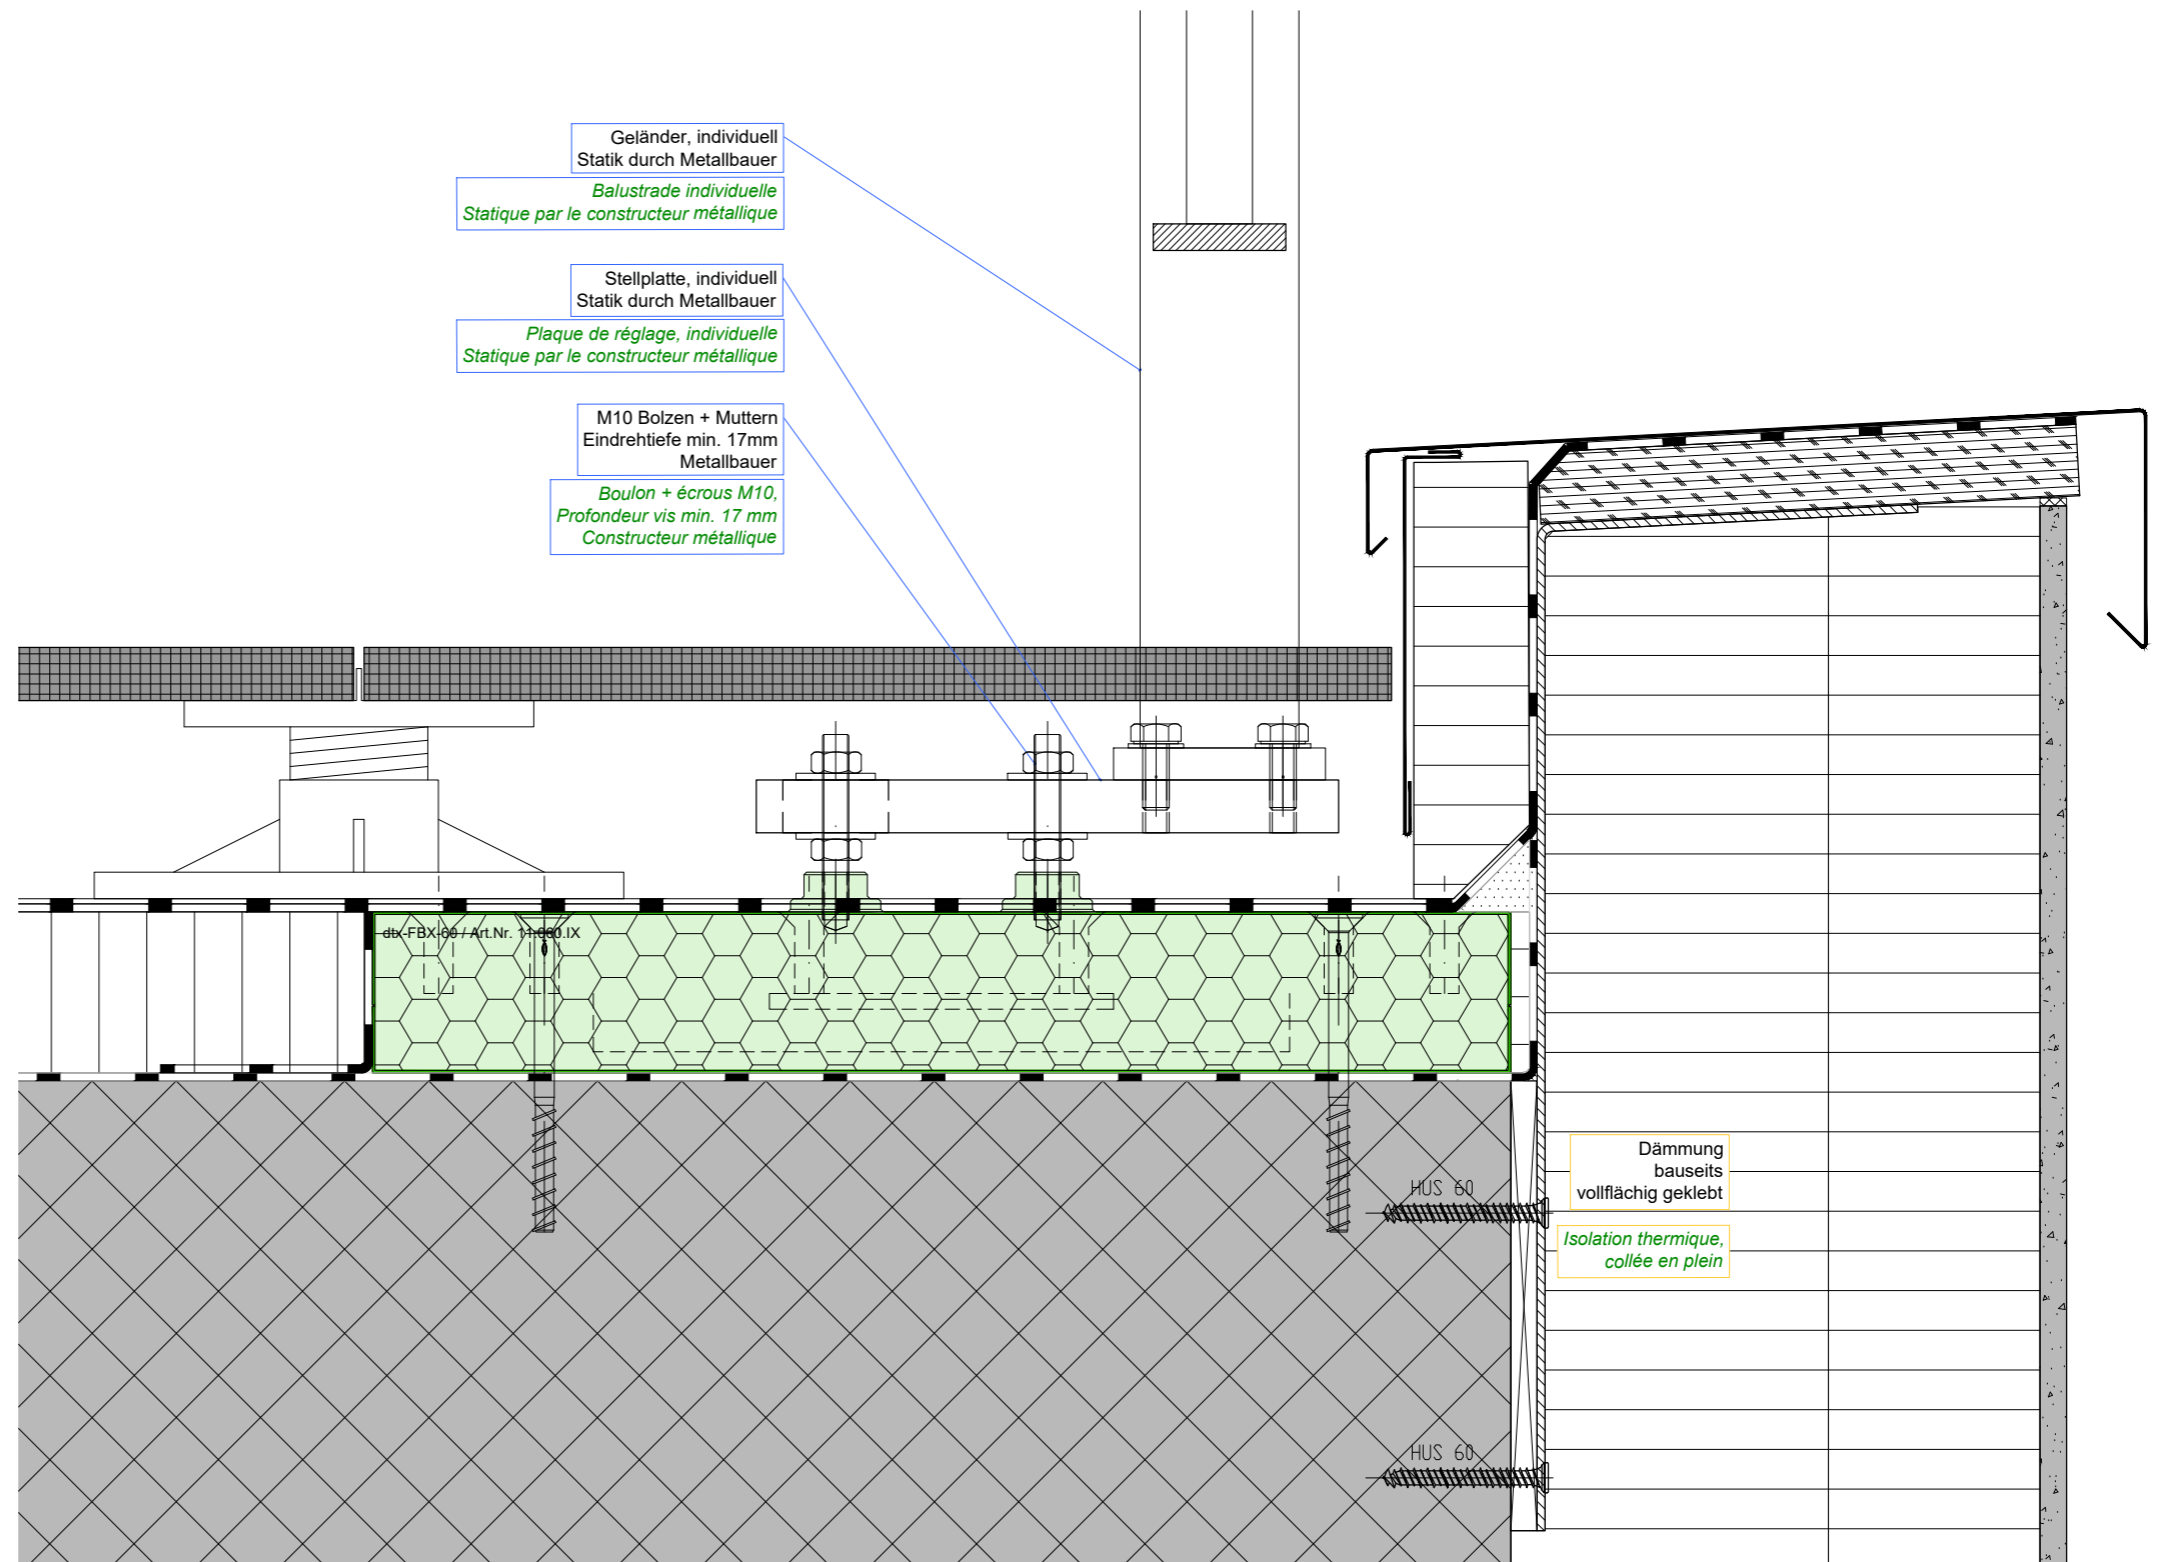 Geländer, individuell
Statik durch Metallbauer
Balustrade individuelle
Statique par le constructeur métallique
Stellplatte, individuell
Statik durch Metallbauer
Plaque de réglage, individuelle
Statique par le constructeur métallique
M10 Bolzen + Muttern
Eindrehtiefe min. 17mm
Metallbauer
Boulon + écrous M10,
Profondeur vis min. 17 mm
Constructeur métallique
dtx-FBX-60 / Art.Nr. 11.060.IX
Dämmung
bauseits
vollflächig geklebt
HUS 60
Isolation thermique,
collée en plein
HUS 60